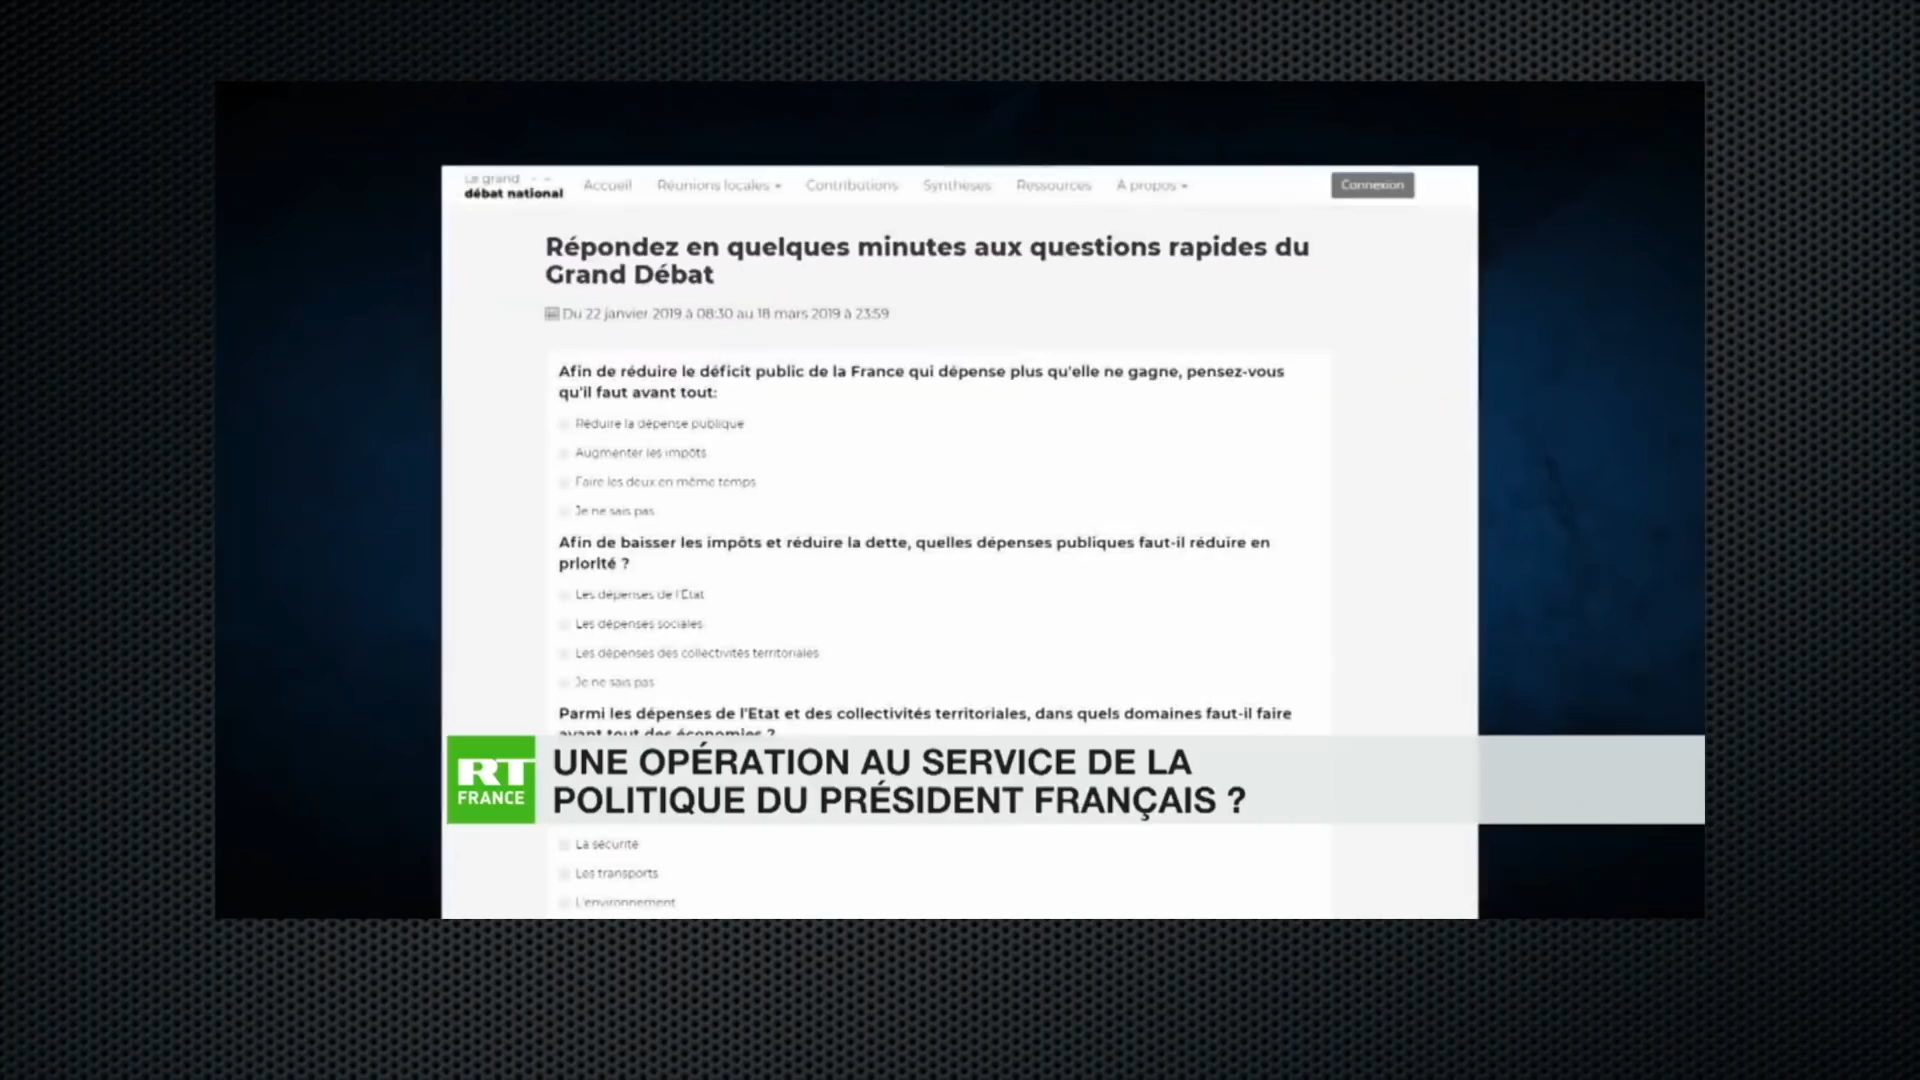 Le grand
débat national
Accueil Réunions locales Contributions Synthèses Ressources À propos Connexion
Répondez en quelques minutes aux questions rapides du
Grand Débat
Du 22 janvier 2019 à 08:30 au 18 mars 2019 à 23:59
Afin de réduire le déficit public de la France qui dépense plus qu'elle ne gagne, pensez-vous
qu'il faut avant tout:
Réduire la dépense publique
Augmenter les impôts
Faire les deux en même temps
Je ne sais pas
Afin de baisser les impôts et réduire la dette, quelles dépenses publiques faut-il réduire en
priorité ?
Les dépenses de l'État
Les dépenses sociales
Les dépenses des collectivités territoriales
Je ne sais pas
Parmi les dépenses de l'Etat et des collectivités territoriales, dans quels domaines faut-il faire
avant tout des économies ?
RT
FRANCE
UNE OPÉRATION AU SERVICE DE LA
POLITIQUE DU PRÉSIDENT FRANÇAIS ?
La sécurité
Les transports
L'environnement